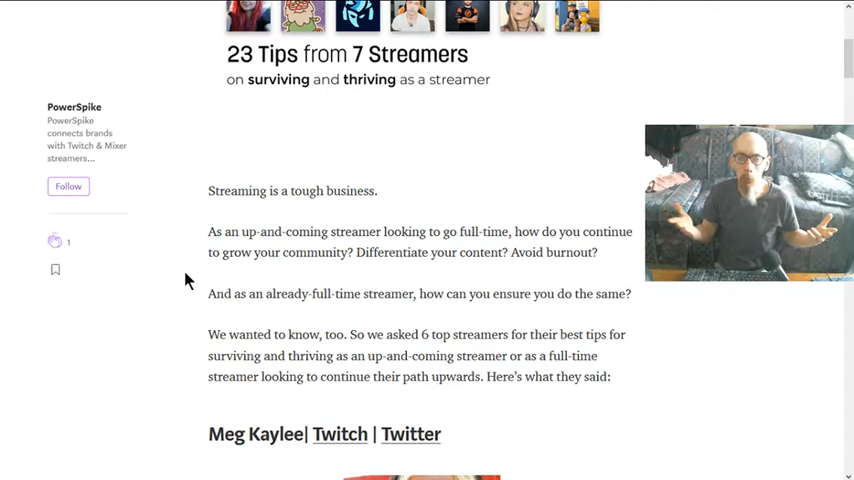 23 Tips from 7 Streamers
on surviving and thriving as a streamer
PowerSpike
PowerSpike
connects brands
with Twitch & Mixer
streamers...
Follow
1
Streaming is a tough business.
As an up-and-coming streamer looking to go full-time, how do you continue
to grow your community? Differentiate your content? Avoid burnout?
And as an already-full-time streamer, how can you ensure you do the same?
We wanted to know, too. So we asked 6 top streamers for their best tips for
surviving and thriving as an up-and-coming streamer or as a full-time
streamer looking to continue their path upwards. Here’s what they said:
Meg Kaylee| Twitch | Twitter